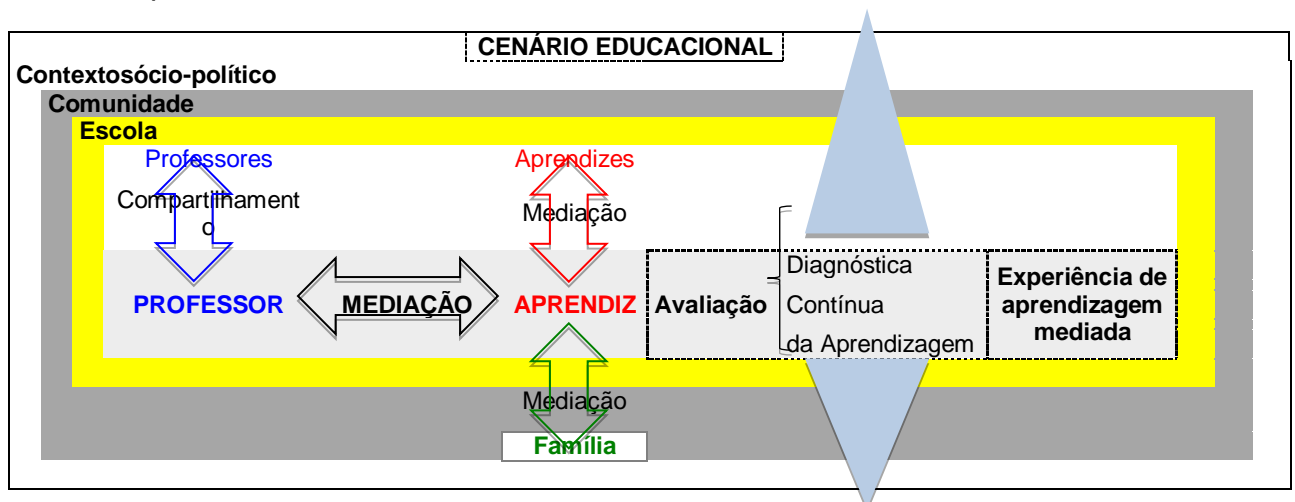 CENÁRIO EDUCACIONAL
Contextosócio-político
Comunidade
Escola
Professores
Aprendizes
Compartilhament
o
Mediação
PROFESSOR
MEDIAÇÃO
APRENDIZ
Avaliação
Diagnóstica
Contínua
da Aprendizagem
Experiência de
aprendizagem
mediada
Mediação
Família